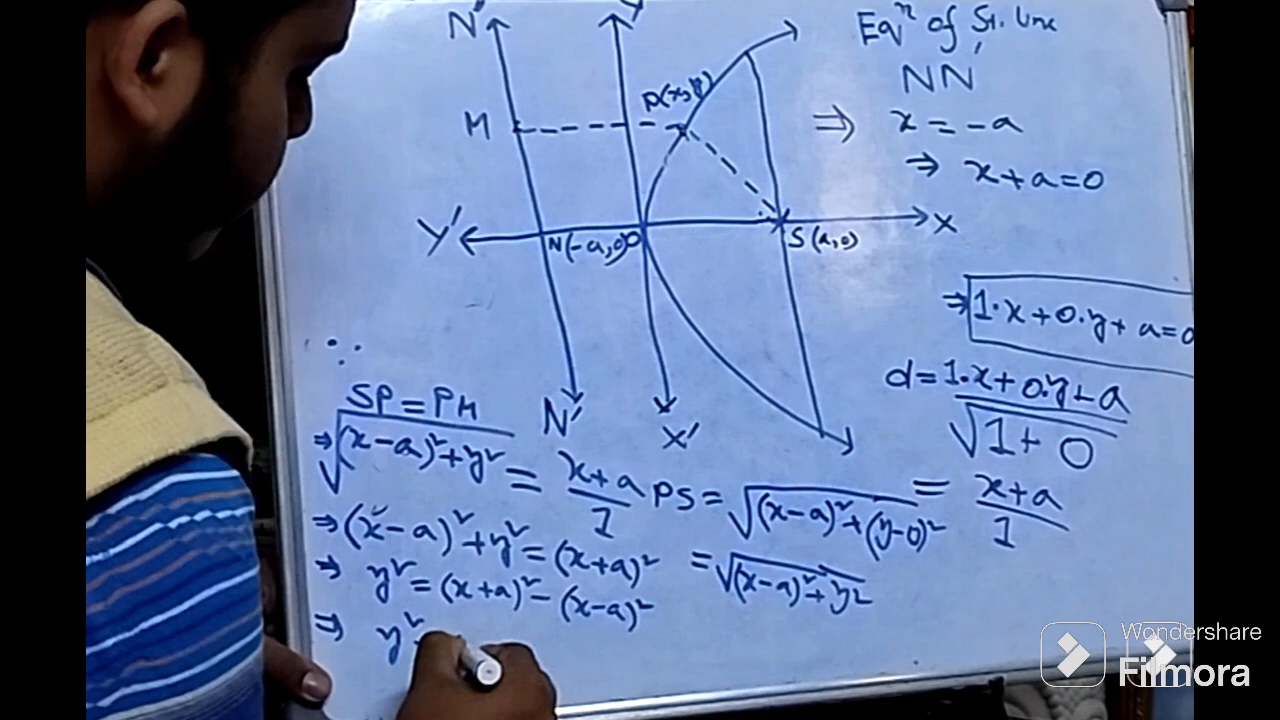 N'
Y
Eqⁿ of St. line
NN'
P(x,y)
M
⇒ x = -a
⇒ x+a=0
Y'
N(-a,0)
O
S(a,0)
X
⇒ 1·x+0·y+a=0
∴
SP = PM
N'
X'
d = 1·x+0·y+a
√1+0
⇒ √(x-a)²+y² = x+a
1
PS = √(x-a)²+(y-0)²
= x+a
1
⇒ (x-a)²+y² = (x+a)²
= √(x-a)²+y²
⇒ y² = (x+a)² - (x-a)²
⇒ y²
Wondershare
Filmora